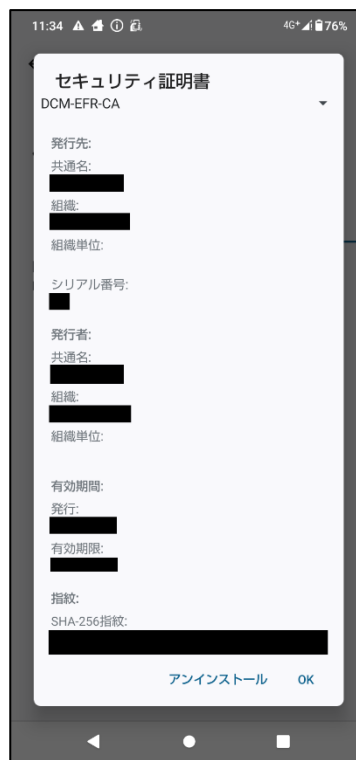 11:34
4G+
76%
セキュリティ証明書
DCM-EFR-CA
発行先:
共通名:
組織:
組織単位:
シリアル番号:
発行者:
共通名:
組織:
組織単位:
有効期間:
発行:
有効期限:
指紋:
SHA-256指紋:
アンインストール
OK